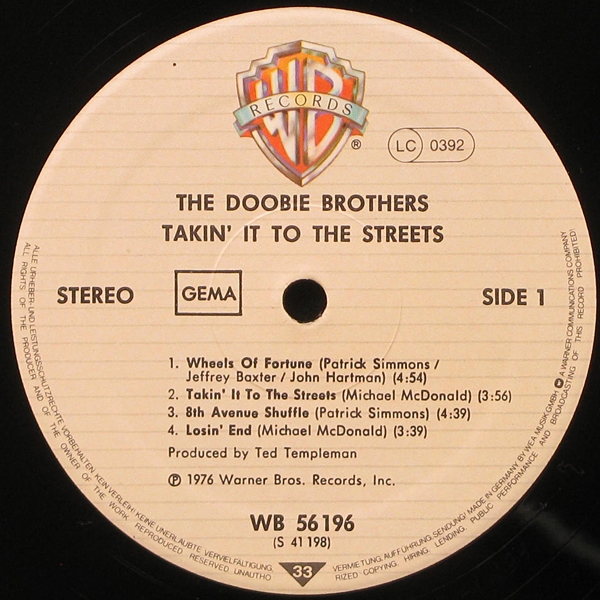 WB
RECORDS
®
LC 0392
THE DOOBIE BROTHERS
TAKIN' IT TO THE STREETS
STEREO
GEMA
SIDE 1
1. Wheels Of Fortune (Patrick Simmons /
Jeffrey Baxter / John Hartman) (4:54)
2. Takin' It To The Streets (Michael McDonald) (3:56)
3. 8th Avenue Shuffle (Patrick Simmons) (4:39)
4. Losin' End (Michael McDonald) (3:39)
Produced by Ted Templeman
℗ 1976 Warner Bros. Records, Inc.
WB 56 196
(S 41 198)
33
ALLE URHEBER- UND LEISTUNGSSCHUTZRECHTE VORBEHALTEN. KEIN VERLEIH! KEINE UNERLAUBTE VERVIELFÄLTIGUNG, VERMIETUNG, AUFFÜHRUNG, SENDUNG! MADE IN GERMANY BY WEA MUSIK GMBH A WARNER COMMUNICATIONS COMPANY
ALL RIGHTS OF THE PRODUCER AND OF THE OWNER OF THE WORK REPRODUCED RESERVED. UNAUTHORIZED COPYING, HIRING, LENDING, PUBLIC PERFORMANCE AND BROADCASTING OF THIS RECORD PROHIBITED!